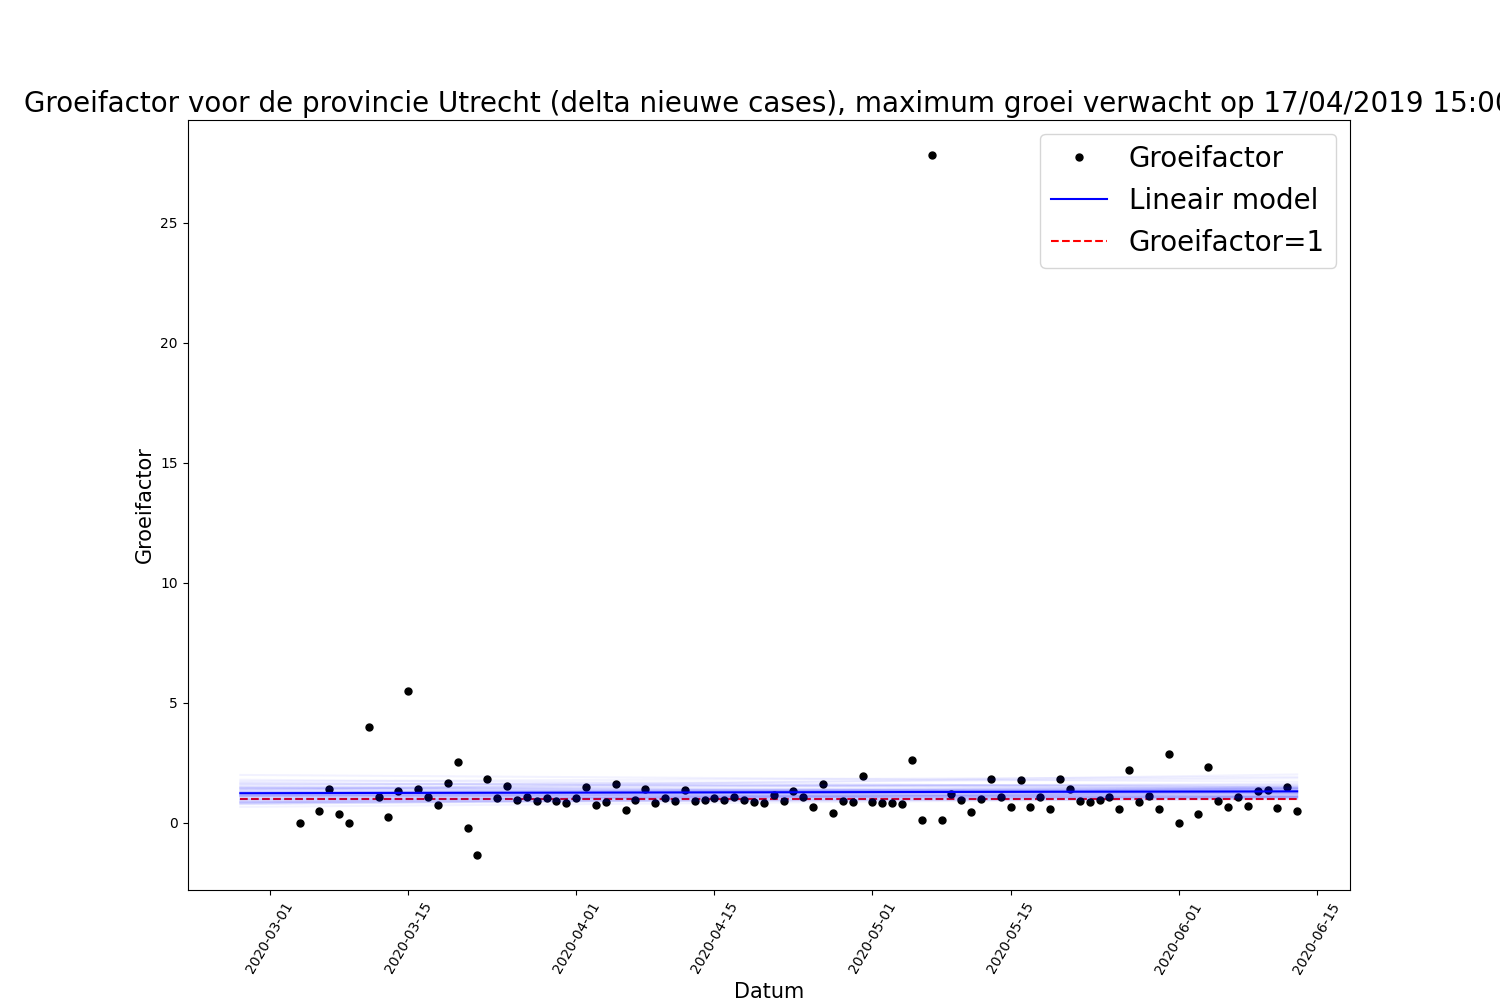 Groeifactor voor de provincie Utrecht (delta nieuwe cases), maximum groei verwacht op 17/04/2019 15:00
Groeifactor
Lineair model
Groeifactor=1
Groeifactor
25
20
15
10
5
0
2020-03-01
2020-03-15
2020-04-01
2020-04-15
2020-05-01
2020-05-15
2020-06-01
2020-06-15
Datum